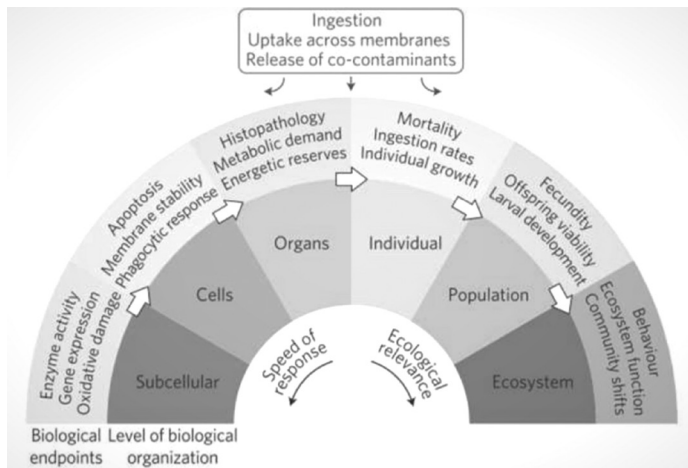 Ingestion
Uptake across membranes
Release of co-contaminants
Enzyme activity
Gene expression
Oxidative damage
Apoptosis
Membrane stability
Phagocytic response
Histopathology
Metabolic demand
Energetic reserves
Mortality
Ingestion rates
Individual growth
Fecundity
Offspring viability
Larval development
Behaviour
Ecosystem function
Community shifts
Subcellular
Cells
Organs
Individual
Population
Ecosystem
Speed of
response
Ecological
relevance
Biological
endpoints
Level of biological
organization